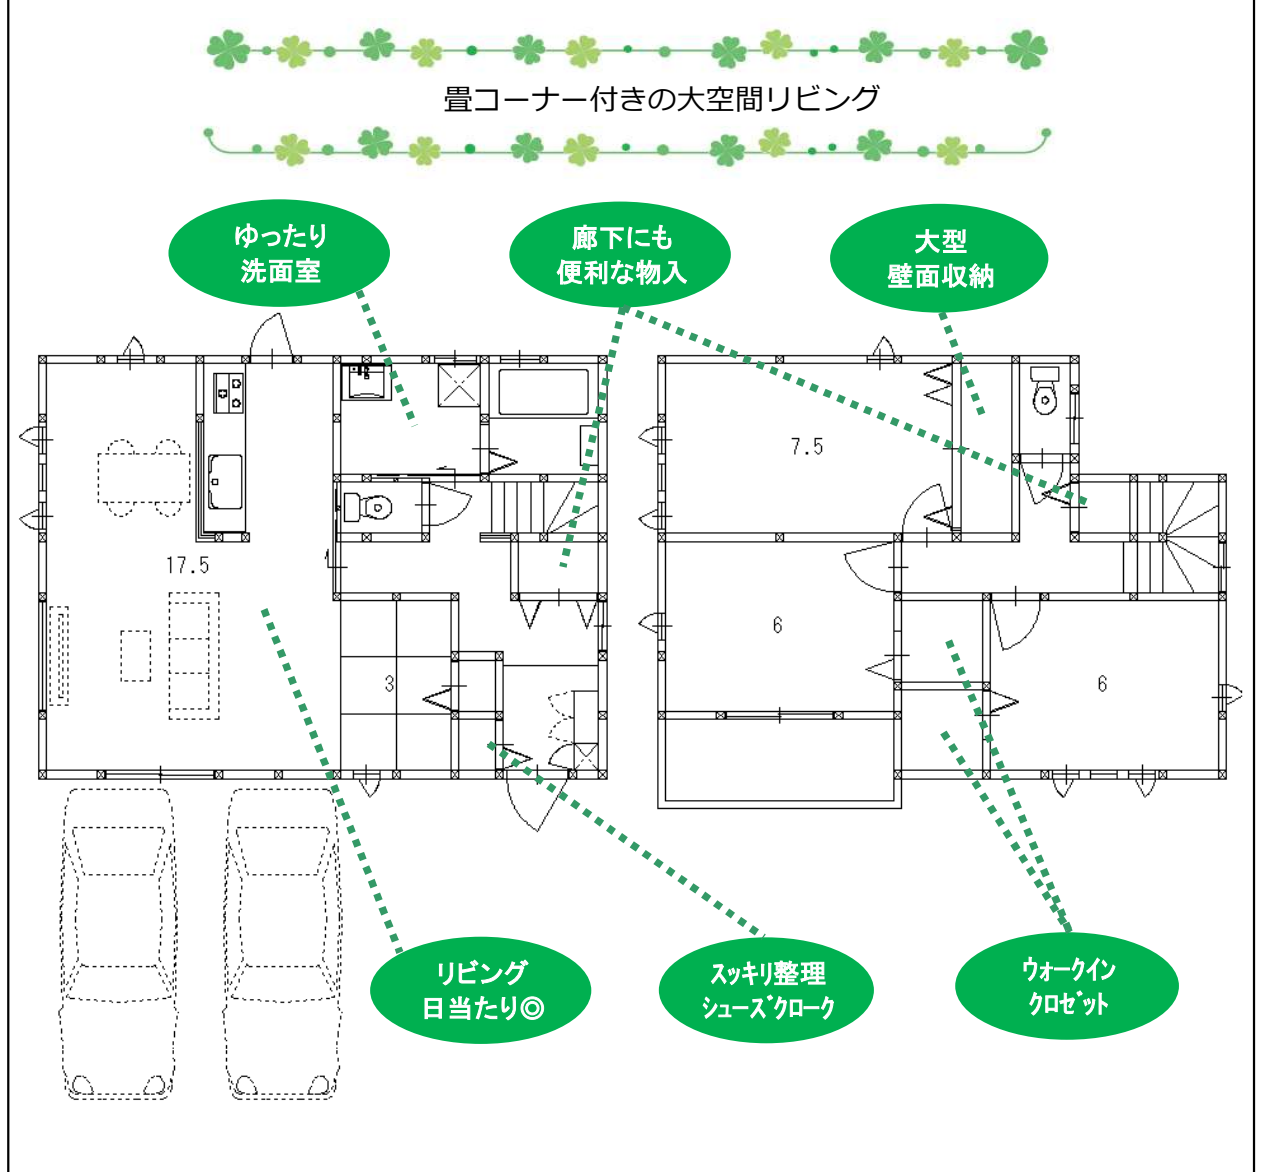 畳コーナー付きの大空間リビング
ゆったり
洗面室
廊下にも
便利な物入
大型
壁面収納
7.5
17.5
6
3
6
リビング
日当たり◎
スッキリ整理
シューズクローク
ウォークイン
クロゼット